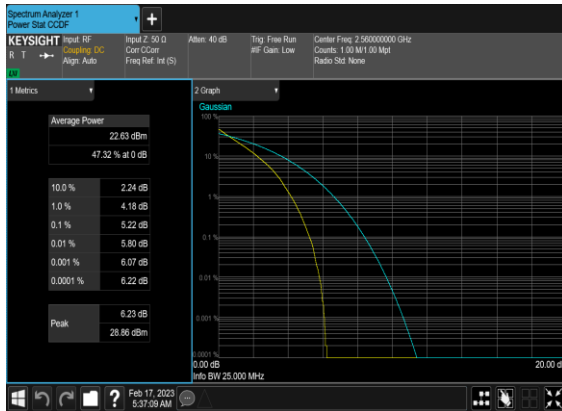 Spectrum Analyzer 1
Power Stat CCDF
KEYSIGHT
R T
LXI
Input: RF
Coupling: DC
Align: Auto
Input Z: 50 Ω
Corr CCorr
Freq Ref: Int (S)
Atten: 40 dB
Trig: Free Run
#IF Gain: Low
Center Freq: 2.560000000 GHz
Counts: 1.00 M/1.00 Mpt
Radio Std: None
1 Metrics
Average Power
22.63 dBm
47.32 % at 0 dB
10.0 % 2.24 dB
1.0 % 4.18 dB
0.1 % 5.22 dB
0.01 % 5.80 dB
0.001 % 6.07 dB
0.0001 % 6.22 dB
Peak
6.23 dB
28.86 dBm
2 Graph
Gaussian
100 %
10 %
1 %
0.1 %
0.01 %
0.001 %
0.0001 %
0.00 dB
20.00 d
Info BW 25.000 MHz
Feb 17, 2023
5:37:09 AM